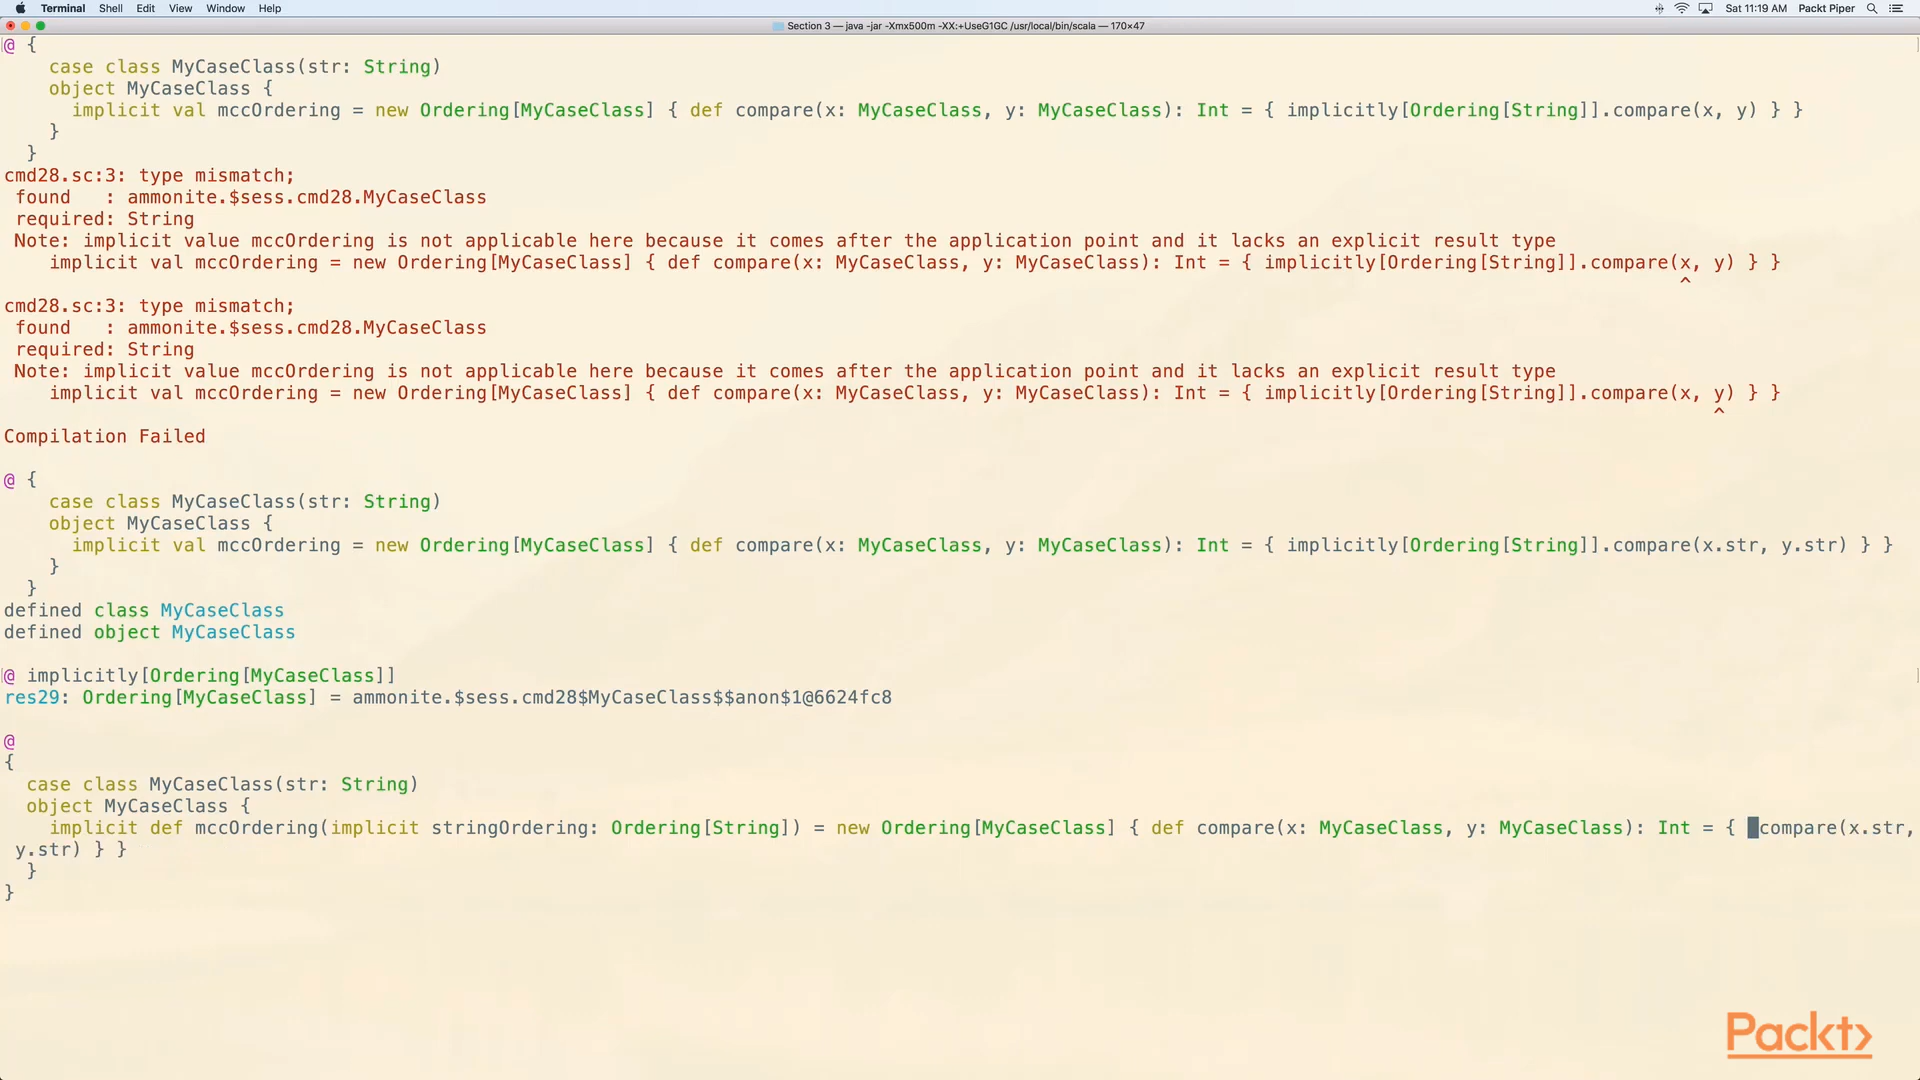 Terminal Shell Edit View Window Help Sat 11:19 AM Packt Piper
Section 3 — java -jar -Xmx500m -XX:+UseG1GC /usr/local/bin/scala — 170×47
@ {
    case class MyCaseClass(str: String)
    object MyCaseClass {
      implicit val mccOrdering = new Ordering[MyCaseClass] { def compare(x: MyCaseClass, y: MyCaseClass): Int = { implicitly[Ordering[String]].compare(x, y) } }
    }
  }
cmd28.sc:3: type mismatch;
 found   : ammonite.$sess.cmd28.MyCaseClass
 required: String
 Note: implicit value mccOrdering is not applicable here because it comes after the application point and it lacks an explicit result type
    implicit val mccOrdering = new Ordering[MyCaseClass] { def compare(x: MyCaseClass, y: MyCaseClass): Int = { implicitly[Ordering[String]].compare(x, y) } }
^
cmd28.sc:3: type mismatch;
 found   : ammonite.$sess.cmd28.MyCaseClass
 required: String
 Note: implicit value mccOrdering is not applicable here because it comes after the application point and it lacks an explicit result type
    implicit val mccOrdering = new Ordering[MyCaseClass] { def compare(x: MyCaseClass, y: MyCaseClass): Int = { implicitly[Ordering[String]].compare(x, y) } }
^
Compilation Failed
@ {
    case class MyCaseClass(str: String)
    object MyCaseClass {
      implicit val mccOrdering = new Ordering[MyCaseClass] { def compare(x: MyCaseClass, y: MyCaseClass): Int = { implicitly[Ordering[String]].compare(x.str, y.str) } }
    }
  }
defined class MyCaseClass
defined object MyCaseClass
@ implicitly[Ordering[MyCaseClass]]
res29: Ordering[MyCaseClass] = ammonite.$sess.cmd28$MyCaseClass$$anon$1@6624fc8
@
{
  case class MyCaseClass(str: String)
  object MyCaseClass {
    implicit def mccOrdering(implicit stringOrdering: Ordering[String]) = new Ordering[MyCaseClass] { def compare(x: MyCaseClass, y: MyCaseClass): Int = { compare(x.str,
 y.str) } }
  }
}
Packt>